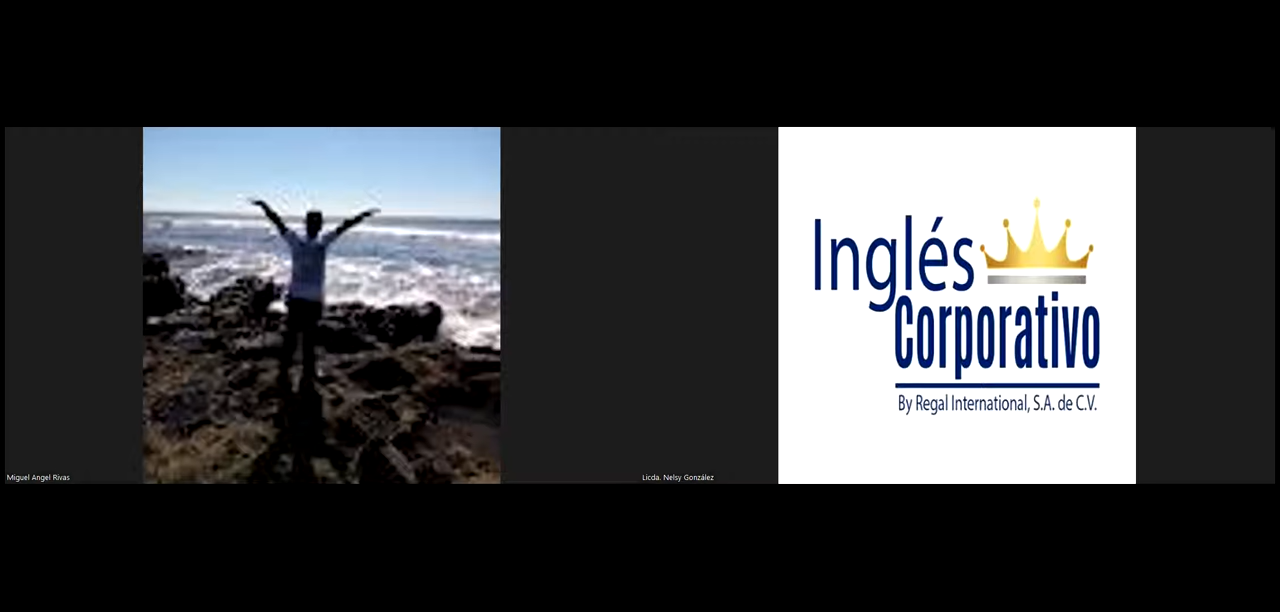 Inglés
Corporativo
By Regal International, S.A. de C.V.
Miguel Angel Rivas
Licda. Nelsy González